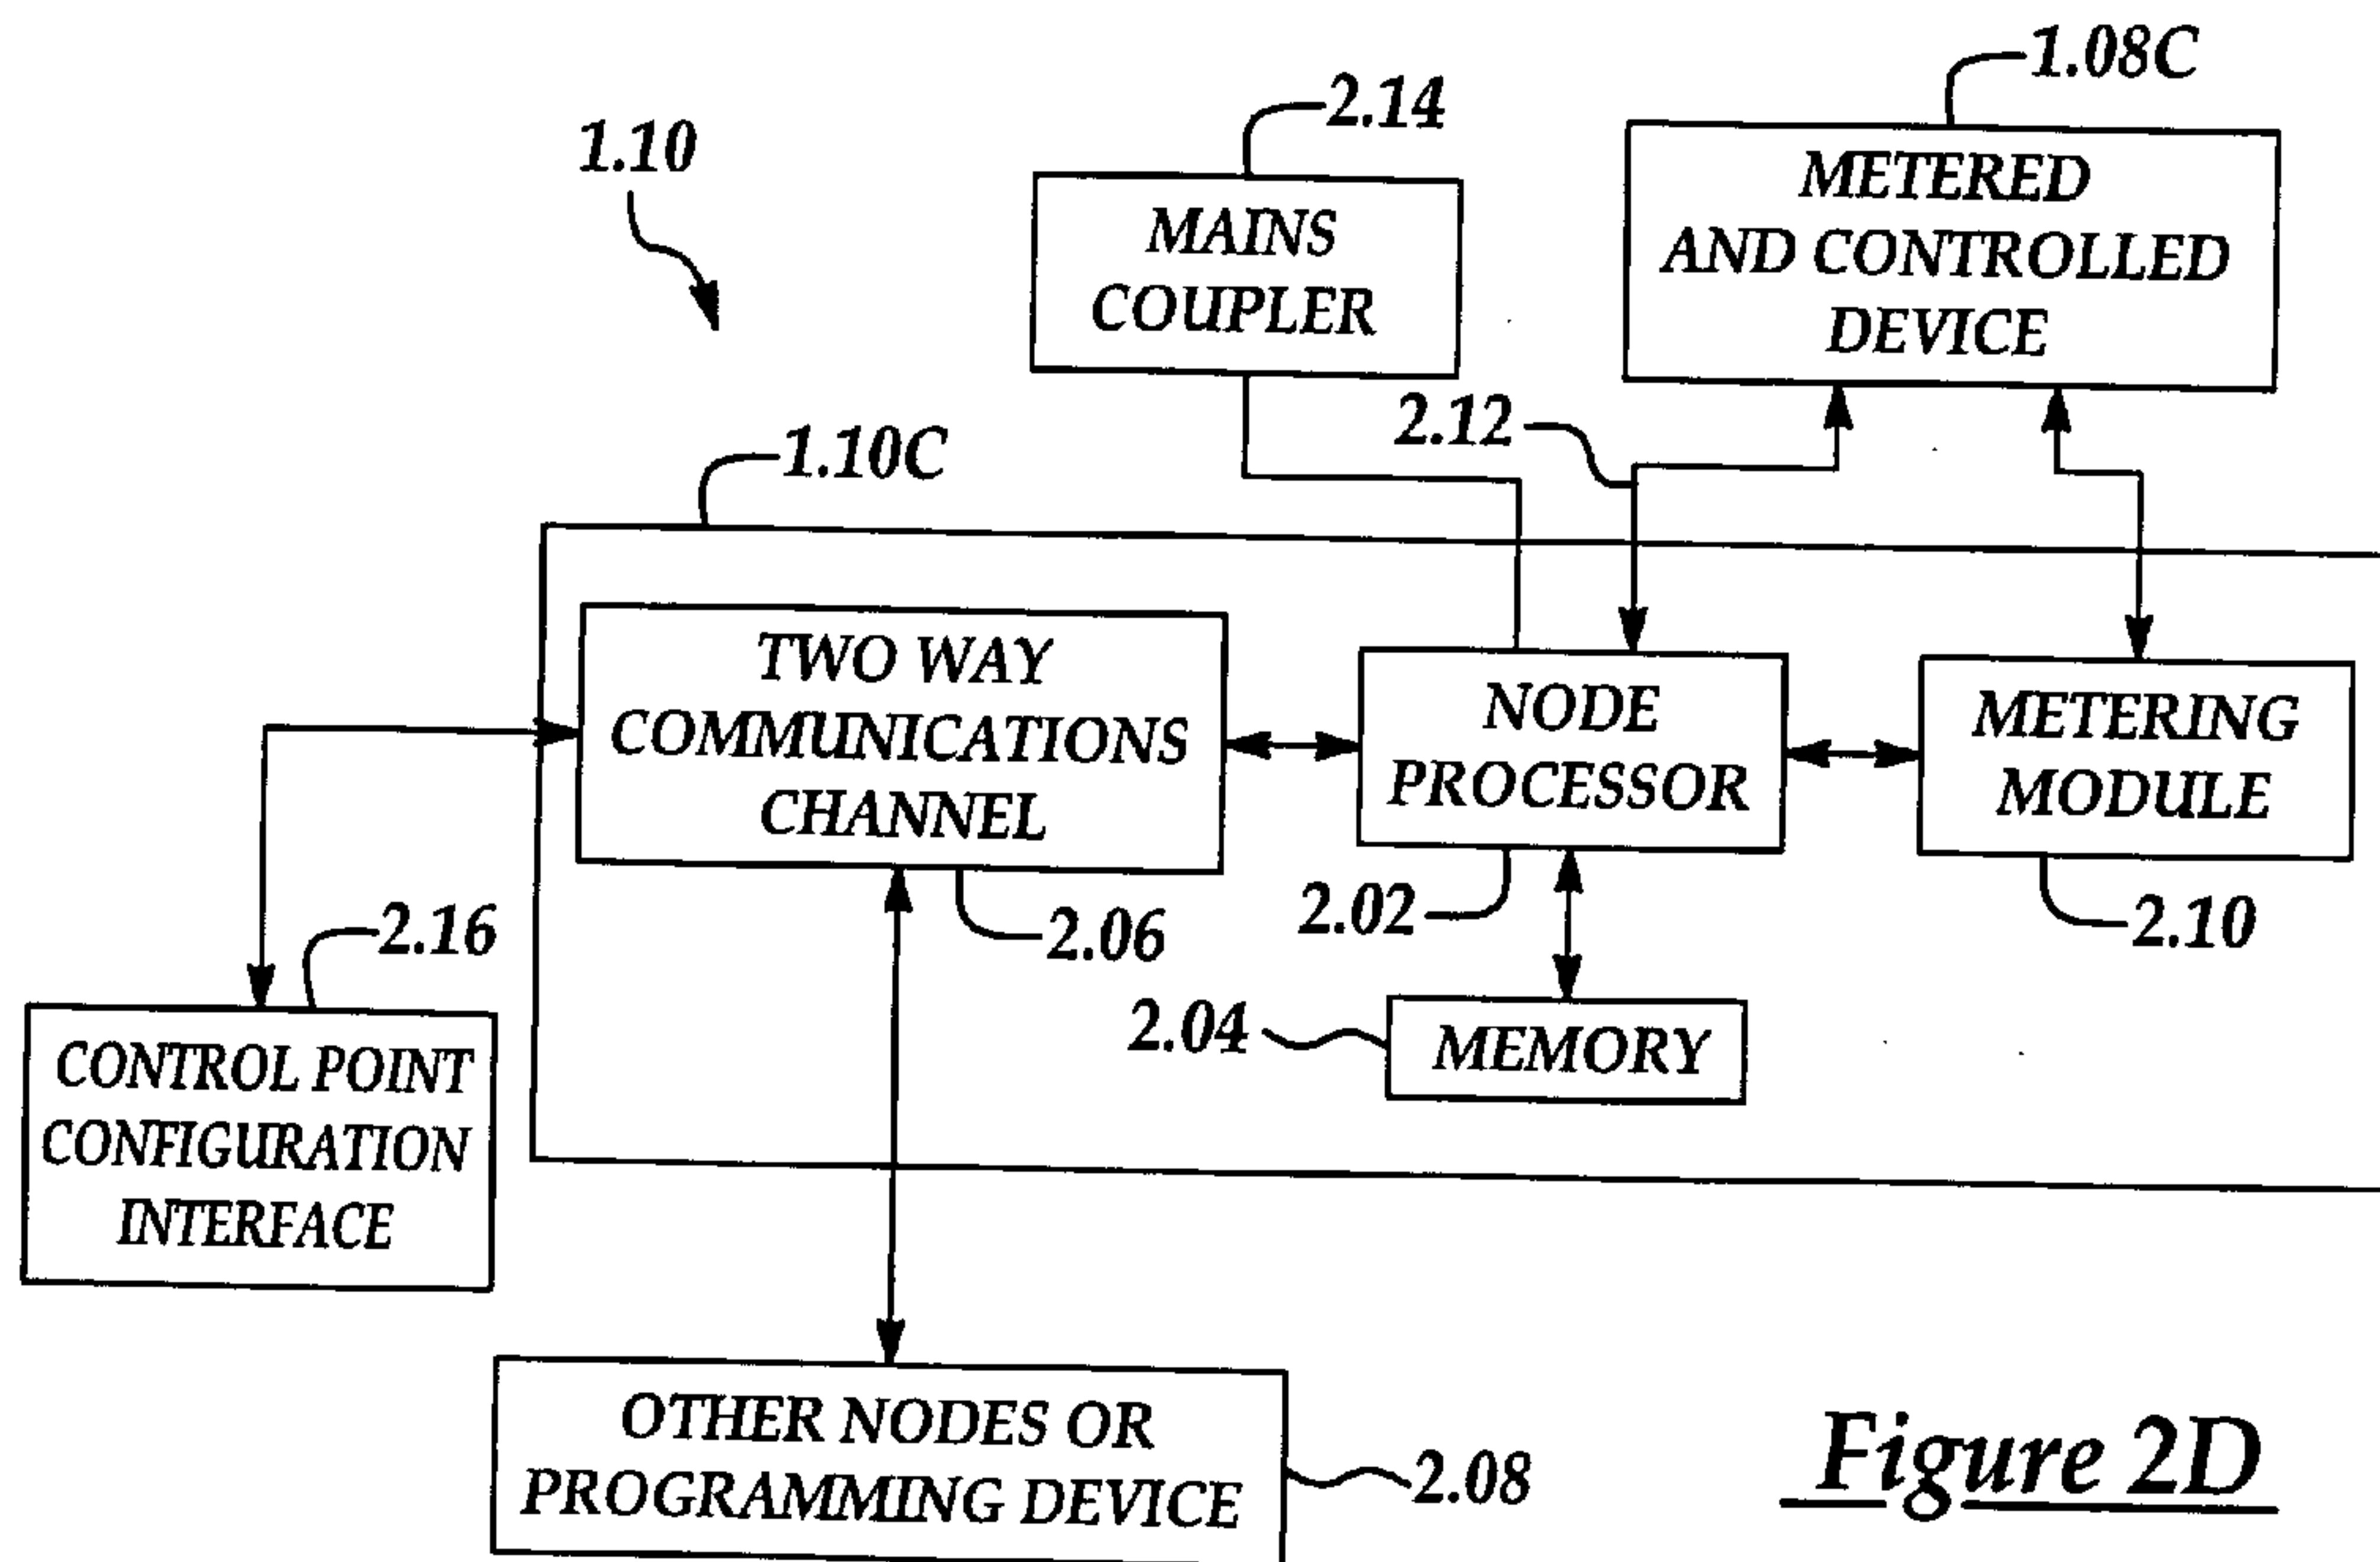 1.08C
2.14
1.10
METERED
AND CONTROLLED
DEVICE
MAINS
COUPLER
2.12
1.10C
TWO WAY
COMMUNICATIONS
CHANNEL
NODE
PROCESSOR
METERING
MODULE
2.16
2.06
2.02
2.10
2.04
MEMORY
CONTROL POINT
CONFIGURATION
INTERFACE
OTHER NODES OR
PROGRAMMING DEVICE
2.08
Figure 2D